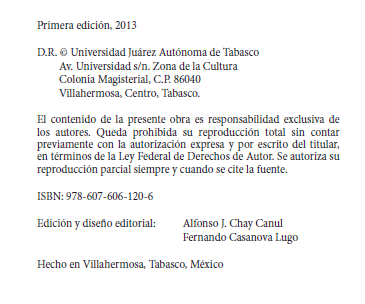 Primera edición, 2013
D.R. © Universidad Juárez Autónoma de Tabasco
Av. Universidad s/n. Zona de la Cultura
Colonia Magisterial, C.P. 86040
Villahermosa, Centro, Tabasco.
El contenido de la presente obra es responsabilidad exclusiva de
los autores. Queda prohibida su reproducción total sin contar
previamente con la autorización expresa y por escrito del titular,
en términos de la Ley Federal de Derechos de Autor. Se autoriza su
reproducción parcial siempre y cuando se cite la fuente.
ISBN: 978-607-606-120-6
Edición y diseño editorial: Alfonso J. Chay Canul
Fernando Casanova Lugo
Hecho en Villahermosa, Tabasco, México